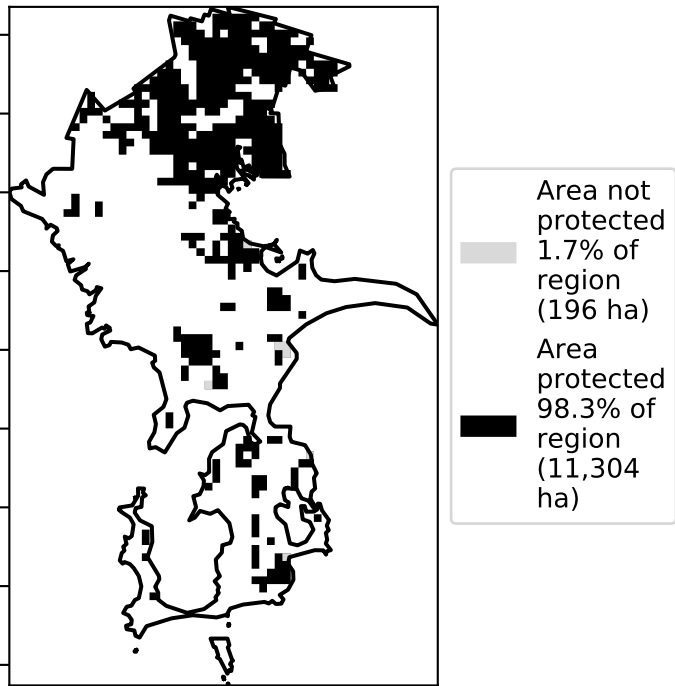 Area not
protected
1.7% of
region
(196 ha)
Area
protected
98.3% of
region
(11,304
ha)